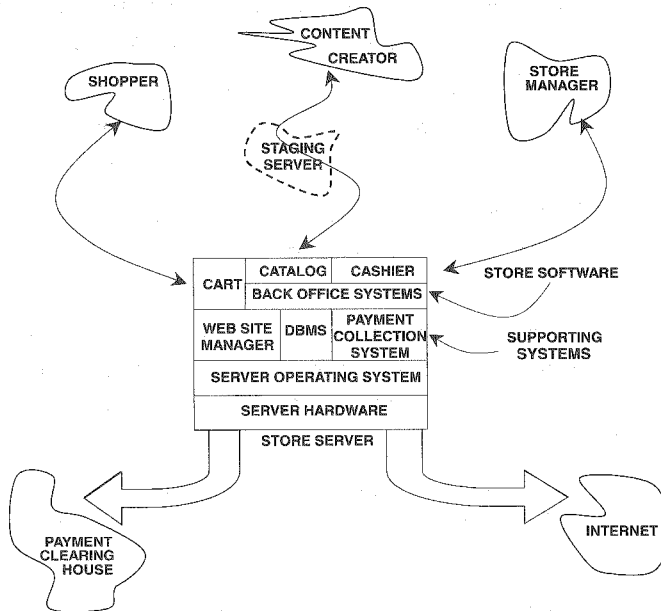 CONTENT
CREATOR
SHOPPER
STORE
MANAGER
STAGING
SERVER
CATALOG
CASHIER
CART
BACK OFFICE SYSTEMS
STORE SOFTWARE
WEB SITE
MANAGER
DBMS
PAYMENT
COLLECTION
SYSTEM
SUPPORTING
SYSTEMS
SERVER OPERATING SYSTEM
SERVER HARDWARE
STORE SERVER
PAYMENT
CLEARING
HOUSE
INTERNET